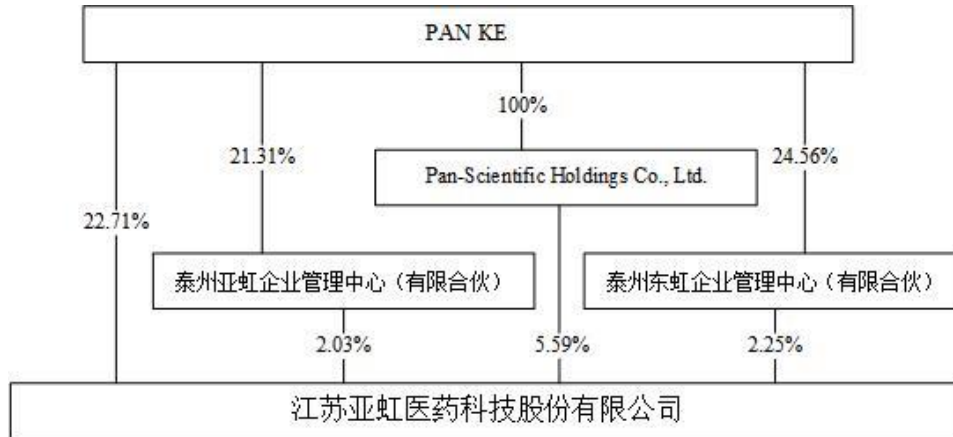 PAN KE
100%
21.31%
24.56%
Pan-Scientific Holdings Co., Ltd.
22.71%
泰州亚虹企业管理中心（有限合伙）
泰州东虹企业管理中心（有限合伙）
2.03%
5.59%
2.25%
江苏亚虹医药科技股份有限公司